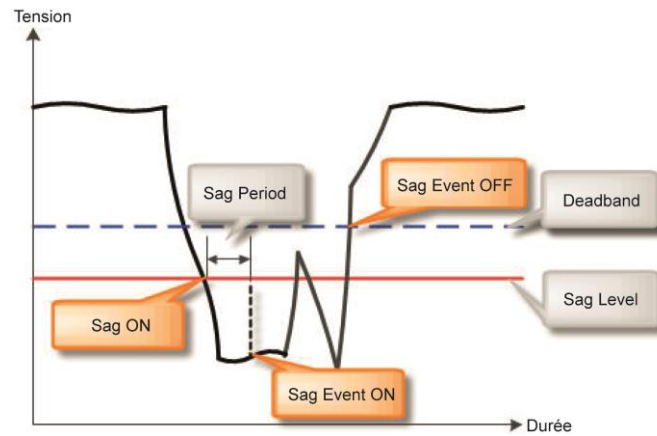 Tension
Sag Period
Sag Event OFF
Deadband
Sag ON
Sag Level
Sag Event ON
Durée